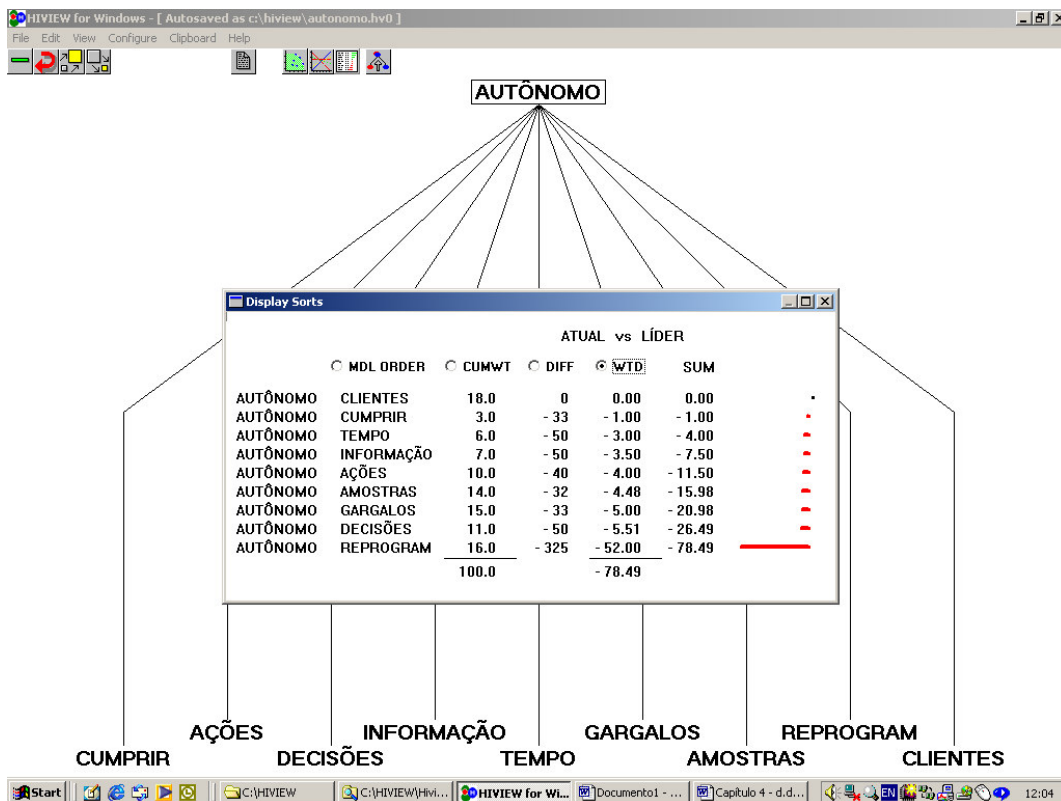 HIVIEW for Windows - [ Autosaved as c:\hiview\autonomo.hv0 ]
File Edit View Configure Clipboard Help
AUTÔNOMO
Display Sorts
ATUAL vs LÍDER
MDL ORDER CUMWT DIFF WTD SUM
AUTÔNOMO CLIENTES 18.0 0 0.00 0.00
AUTÔNOMO CUMPRIR 3.0 - 33 - 1.00 - 1.00
AUTÔNOMO TEMPO 6.0 - 50 - 3.00 - 4.00
AUTÔNOMO INFORMAÇÃO 7.0 - 50 - 3.50 - 7.50
AUTÔNOMO AÇÕES 10.0 - 40 - 4.00 - 11.50
AUTÔNOMO AMOSTRAS 14.0 - 32 - 4.48 - 15.98
AUTÔNOMO GARGALOS 15.0 - 33 - 5.00 - 20.98
AUTÔNOMO DECISÕES 11.0 - 50 - 5.51 - 26.49
AUTÔNOMO REPROGRAM 16.0 - 325 - 52.00 - 78.49
100.0 - 78.49
AÇÕES INFORMAÇÃO GARGALOS REPROGRAM
CUMPRIR DECISÕES TEMPO AMOSTRAS CLIENTES
Start C:\HIVIEW C:\HIVIEW\Hivi... HIVIEW for Wi... Documento1 - ... Capítulo 4 - d.d... EN 12:04